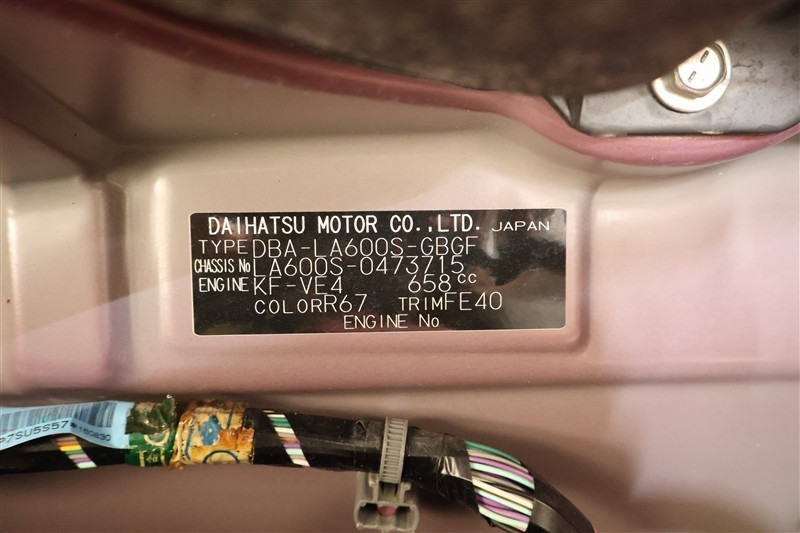 DAIHATSU MOTOR CO.,LTD. JAPAN
TYPE DBA-LA600S-GBGF
CHASSIS No LA600S-0473715
ENGINE KF-VE4 658cc
COLOR R67 TRIM FE40
ENGINE No
P7SU5S57